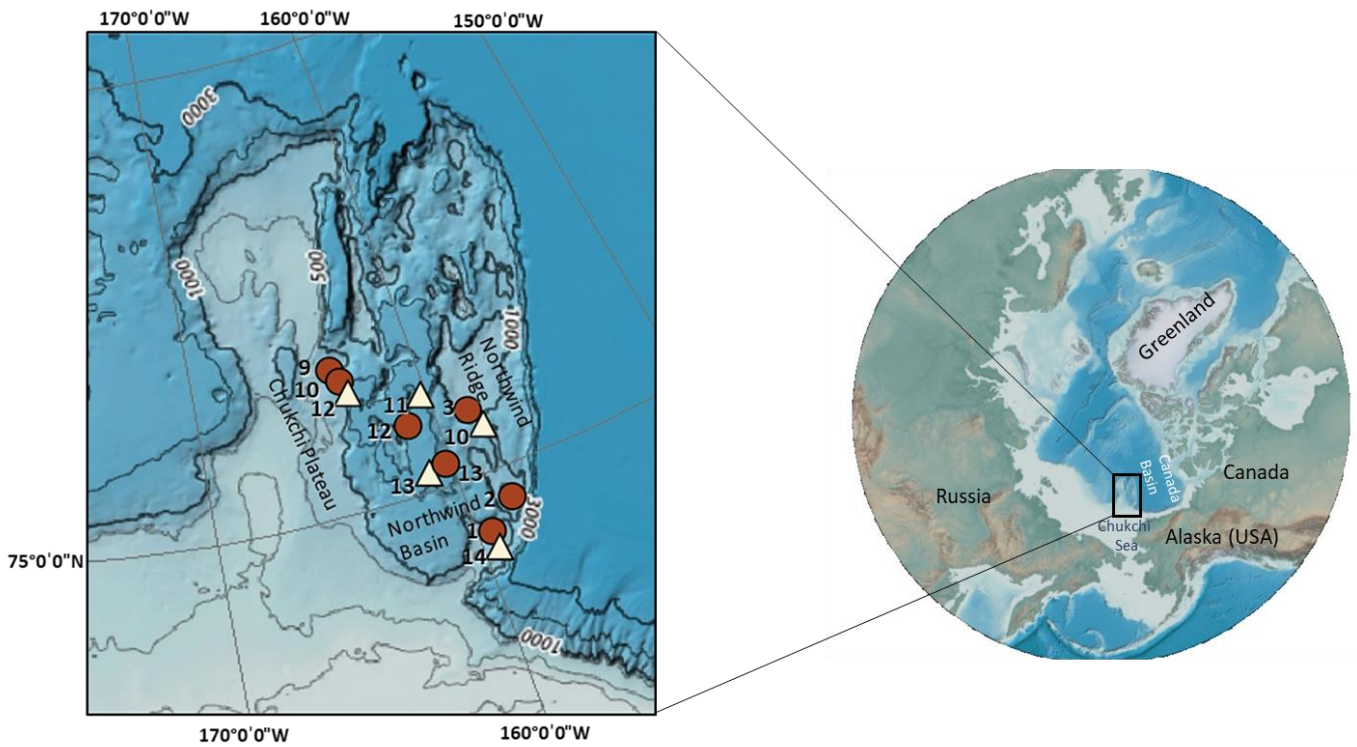 170°0'0"W
160°0'0"W
150°0'0"W
3000
1000
500
1000
Northwind
Ridge
9
10
12
11
12
3
10
13
13
Chukchi Plateau
2
3000
Northwind
Basin
1
14
75°0'0"N
1000
170°0'0"W
160°0'0"W
Greenland
Canada
Basin
Canada
Russia
Chukchi
Sea
Alaska (USA)